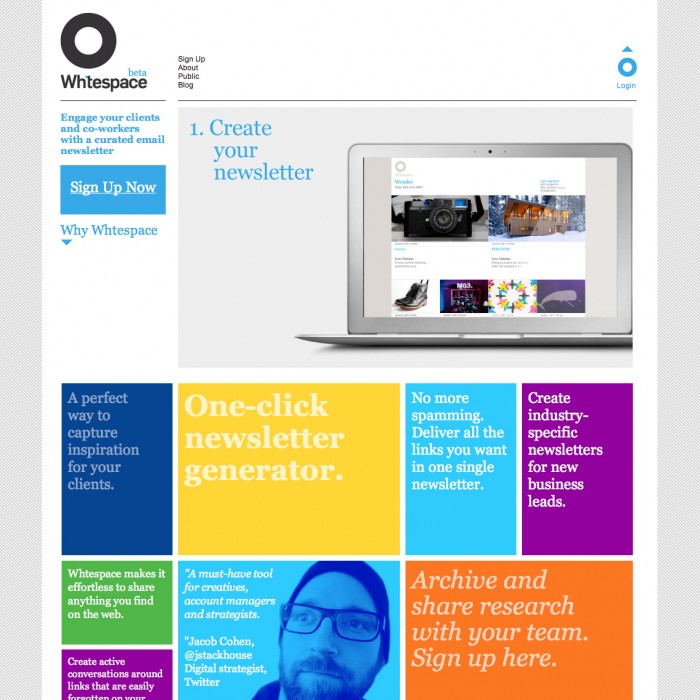 beta
Whtespace
Sign Up
About
Public
Blog
Login
Engage your clients
and co-workers
with a curated email
newsletter
Sign Up Now
Why Whtespace
1. Create
your
newsletter
Wonder
M83.
A perfect
way to
capture
inspiration
for your
clients.
One-click
newsletter
generator.
No more
spamming.
Deliver all the
links you want
in one single
newsletter.
Create
industry-
specific
newsletters
for new
business
leads.
Whtespace makes it
effortless to share
anything you find
on the web.
"A must-have tool
for creatives,
account managers
and strategists.
"Jacob Cohen,
@jstackhouse
Digital strategist,
Twitter
Archive and
share research
with your team.
Sign up here.
Create active
conversations around
links that are easily
forgotten on your